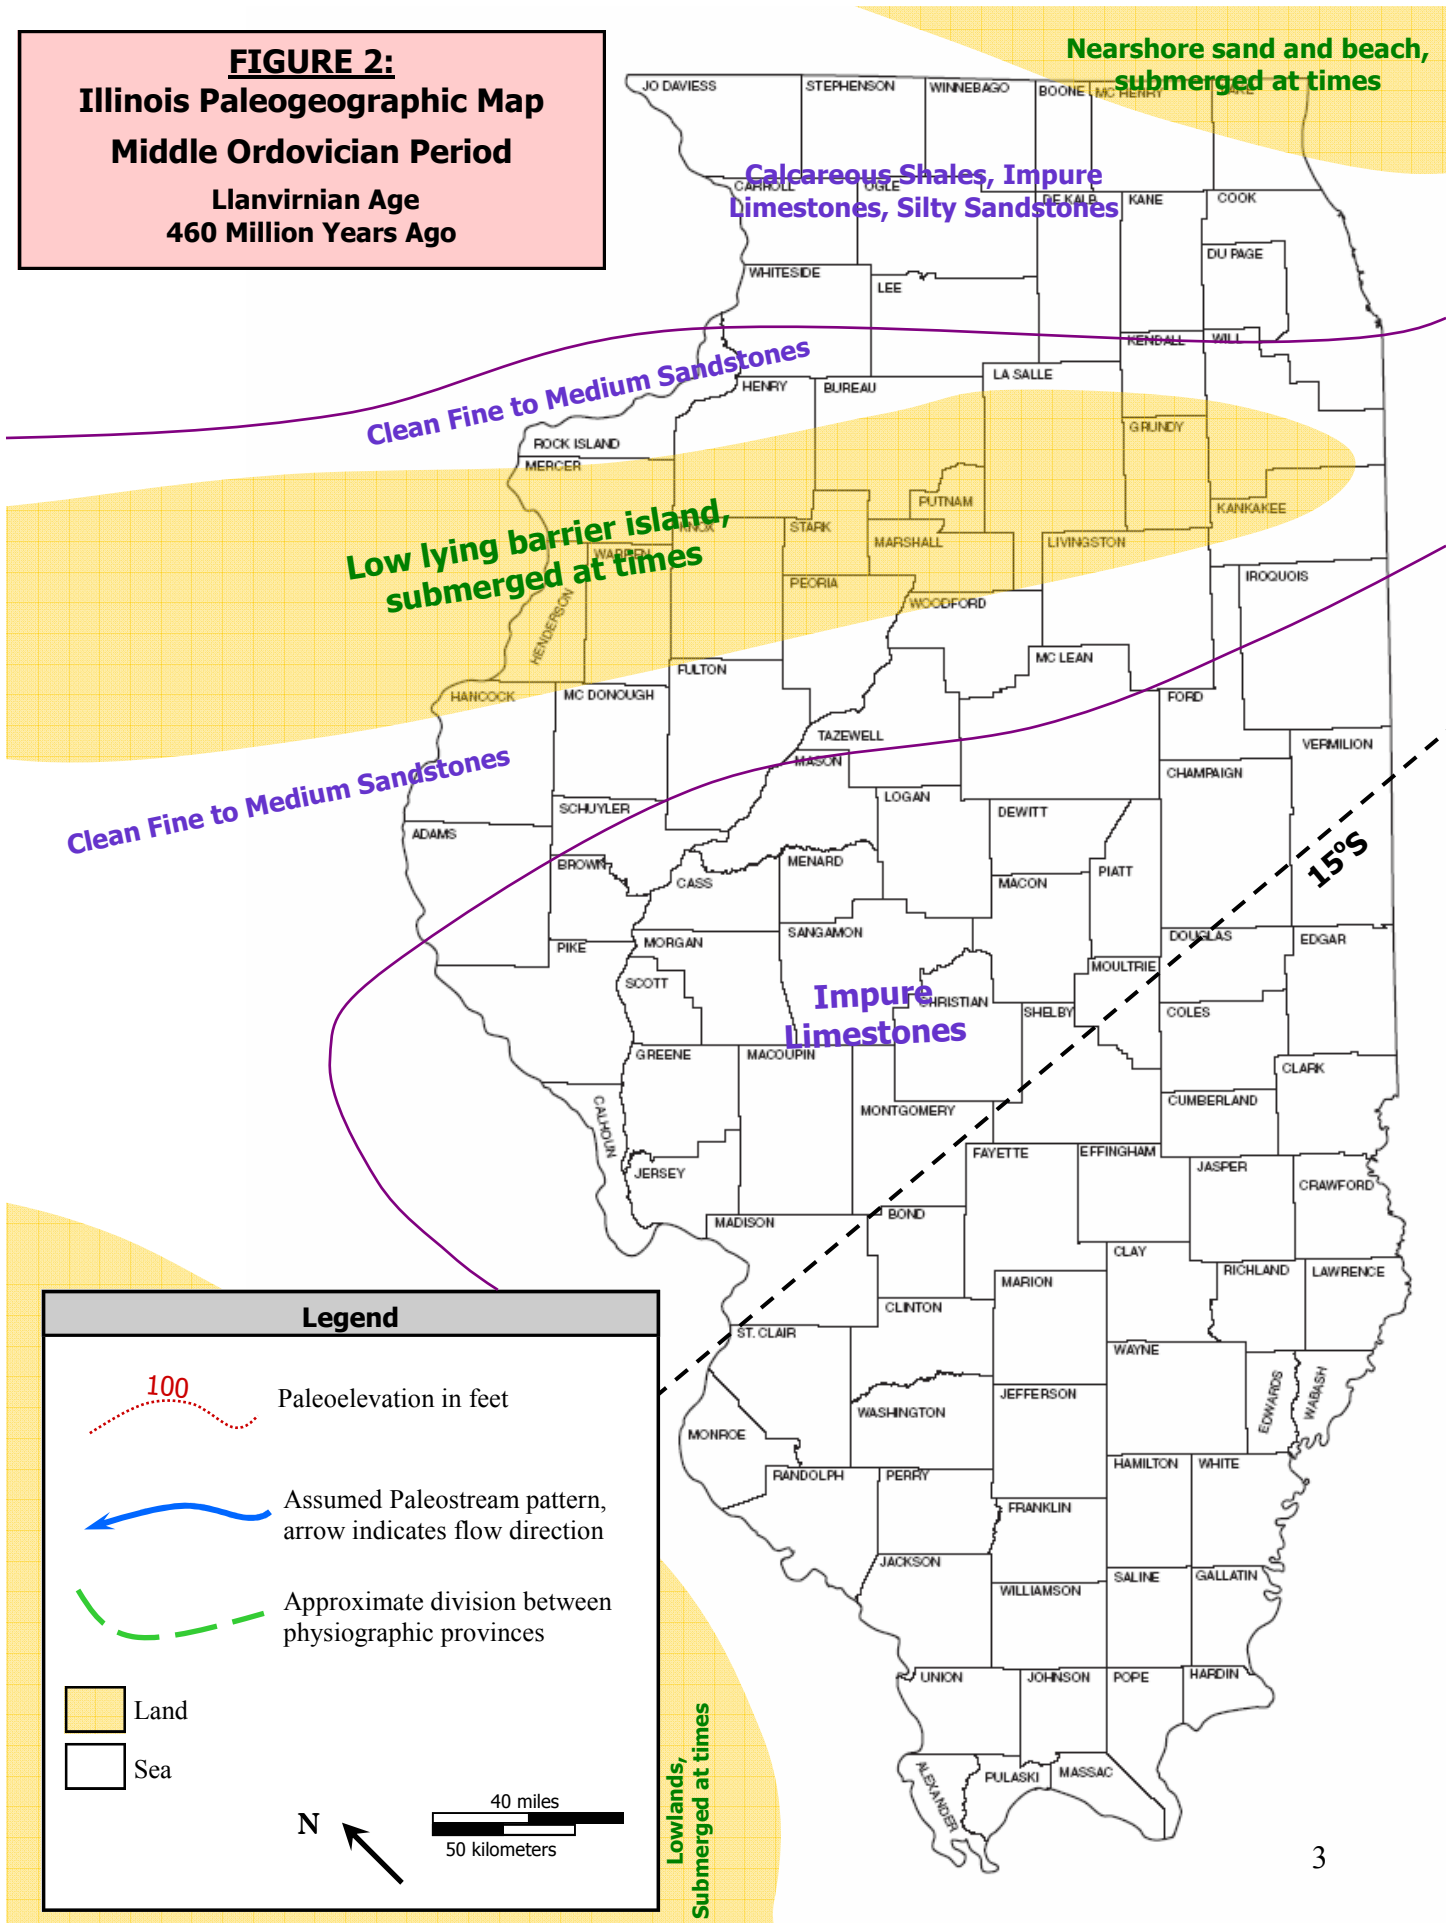 FIGURE 2:
Illinois Paleogeographic Map
Middle Ordovician Period
Llanvirnian Age
460 Million Years Ago
Nearshore sand and beach,
submerged at times
JO DAVIESS
STEPHENSON
WINNEBAGO
BOONE
MC HENRY
LAKE
Calcareous Shales, Impure
Limestones, Silty Sandstones
CARROLL
OGLE
DE KALB
KANE
COOK
DU PAGE
WHITESIDE
LEE
KENDALL
WILL
Clean Fine to Medium Sandstones
HENRY
BUREAU
LA SALLE
GRUNDY
ROCK ISLAND
MERCER
PUTNAM
KANKAKEE
Low lying barrier island,
submerged at times
KNOX
STARK
MARSHALL
LIVINGSTON
WARREN
PEORIA
IROQUOIS
HENDERSON
WOODFORD
MC LEAN
FULTON
HANCOCK
MC DONOUGH
FORD
TAZEWELL
VERMILION
MASON
CHAMPAIGN
Clean Fine to Medium Sandstones
SCHUYLER
LOGAN
DEWITT
ADAMS
BROWN
MENARD
CASS
MACON
PIATT
15°S
PIKE
MORGAN
SANGAMON
DOUGLAS
EDGAR
MOULTRIE
SCOTT
Impure
Limestones
CHRISTIAN
SHELBY
COLES
GREENE
MACOUPIN
CLARK
CALHOUN
MONTGOMERY
CUMBERLAND
FAYETTE
EFFINGHAM
JERSEY
JASPER
CRAWFORD
MADISON
BOND
CLAY
RICHLAND
LAWRENCE
MARION
CLINTON
ST. CLAIR
WAYNE
EDWARDS
WABASH
JEFFERSON
WASHINGTON
MONROE
RANDOLPH
PERRY
HAMILTON
WHITE
FRANKLIN
JACKSON
WILLIAMSON
SALINE
GALLATIN
UNION
JOHNSON
POPE
HARDIN
ALEXANDER
PULASKI
MASSAC
Legend
100
Paleoelevation in feet
Assumed Paleostream pattern,
arrow indicates flow direction
Approximate division between
physiographic provinces
Land
Sea
N
40 miles
50 kilometers
Lowlands,
Submerged at times
3